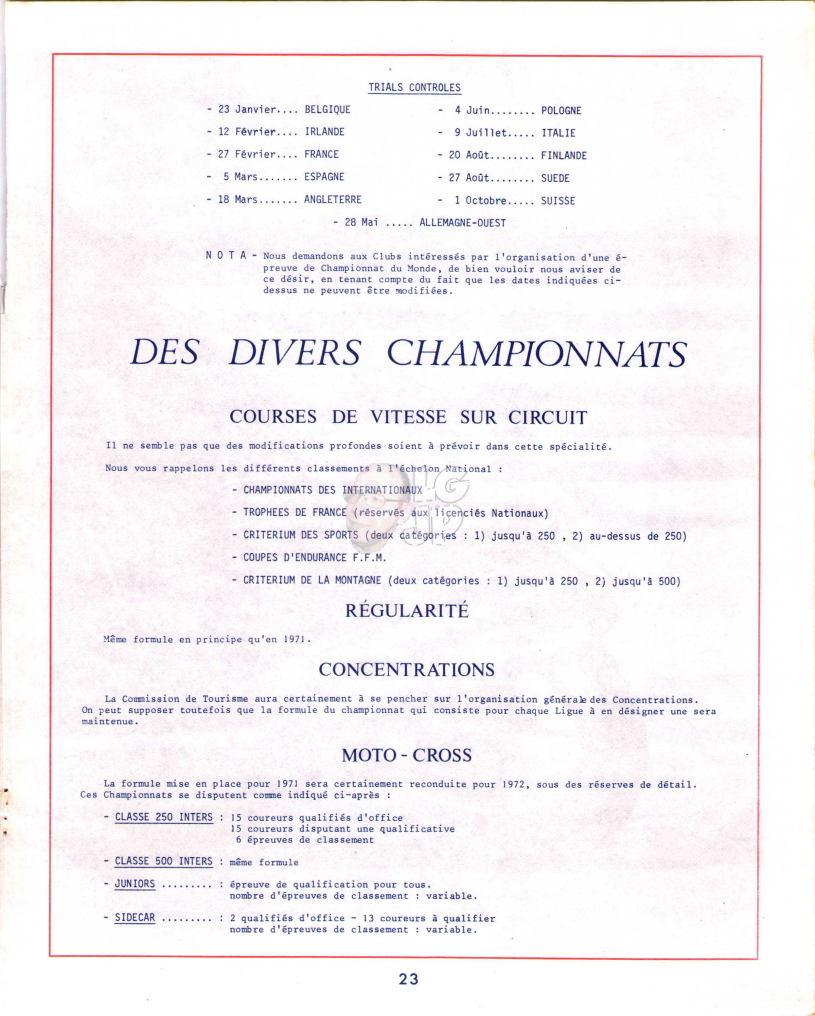 TRIALS CONTROLES
- 23 Janvier.... BELGIQUE
- 12 Février.... IRLANDE
- 27 Février.... FRANCE
- 5 Mars....... ESPAGNE
- 18 Mars....... ANGLETERRE
- 4 Juin........ POLOGNE
- 9 Juillet..... ITALIE
- 20 Août........ FINLANDE
- 27 Août........ SUEDE
- 1 Octobre..... SUISSE
- 28 Mai ..... ALLEMAGNE-OUEST
N O T A - Nous demandons aux Clubs intéressés par l'organisation d'une é-
preuve de Championnat du Monde, de bien vouloir nous aviser de
ce désir, en tenant compte du fait que les dates indiquées ci-
dessus ne peuvent être modifiées.
DES DIVERS CHAMPIONNATS
COURSES DE VITESSE SUR CIRCUIT
Il ne semble pas que des modifications profondes soient à prévoir dans cette spécialité.
Nous vous rappelons les différents classements à l'échelon National :
- CHAMPIONNATS DES INTERNATIONAUX
- TROPHEES DE FRANCE (réservés aux licenciés Nationaux)
- CRITERIUM DES SPORTS (deux catégories : 1) jusqu'à 250 , 2) au-dessus de 250)
- COUPES D'ENDURANCE F.F.M.
- CRITERIUM DE LA MONTAGNE (deux catégories : 1) jusqu'à 250 , 2) jusqu'à 500)
RÉGULARITÉ
Même formule en principe qu'en 1971.
CONCENTRATIONS
La Commission de Tourisme aura certainement à se pencher sur l'organisation générale des Concentrations.
On peut supposer toutefois que la formule du championnat qui consiste pour chaque Ligue à en désigner une sera
maintenue.
MOTO - CROSS
La formule mise en place pour 1971 sera certainement reconduite pour 1972, sous des réserves de détail.
Ces Championnats se disputent comme indiqué ci-après :
- CLASSE 250 INTERS : 15 coureurs qualifiés d'office
15 coureurs disputant une qualificative
6 épreuves de classement
- CLASSE 500 INTERS : même formule
- JUNIORS ......... : épreuve de qualification pour tous.
nombre d'épreuves de classement : variable.
- SIDECAR ......... : 2 qualifiés d'office - 13 coureurs à qualifier
nombre d'épreuves de classement : variable.
23